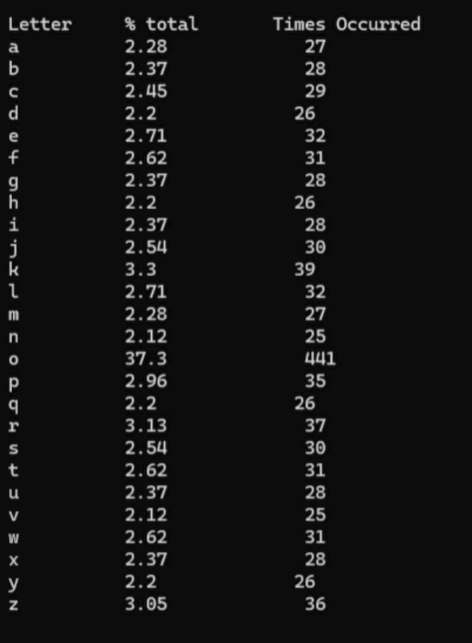 Letter % total Times Occurred
a 2.28 27
b 2.37 28
c 2.45 29
d 2.2 26
e 2.71 32
f 2.62 31
g 2.37 28
h 2.2 26
i 2.37 28
j 2.54 30
k 3.3 39
l 2.71 32
m 2.28 27
n 2.12 25
o 37.3 441
p 2.96 35
q 2.2 26
r 3.13 37
s 2.54 30
t 2.62 31
u 2.37 28
v 2.12 25
w 2.62 31
x 2.37 28
y 2.2 26
z 3.05 36